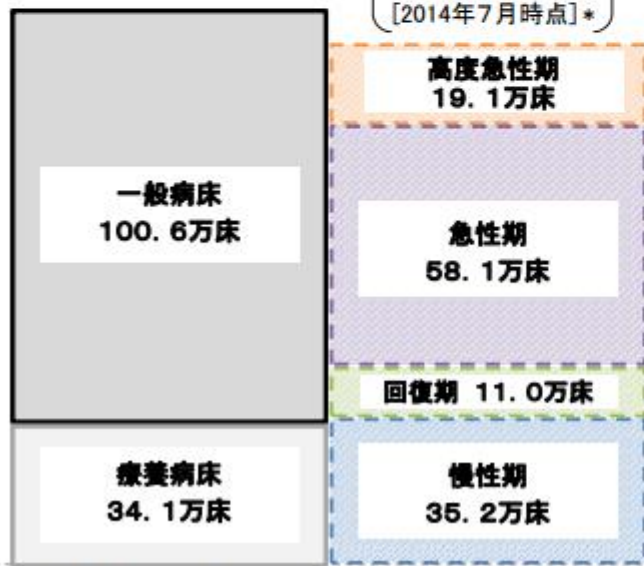 [2014年7月時点]*
高度急性期
19.1万床
一般病床
100.6万床
急性期
58.1万床
回復期 11.0万床
療養病床
34.1万床
慢性期
35.2万床